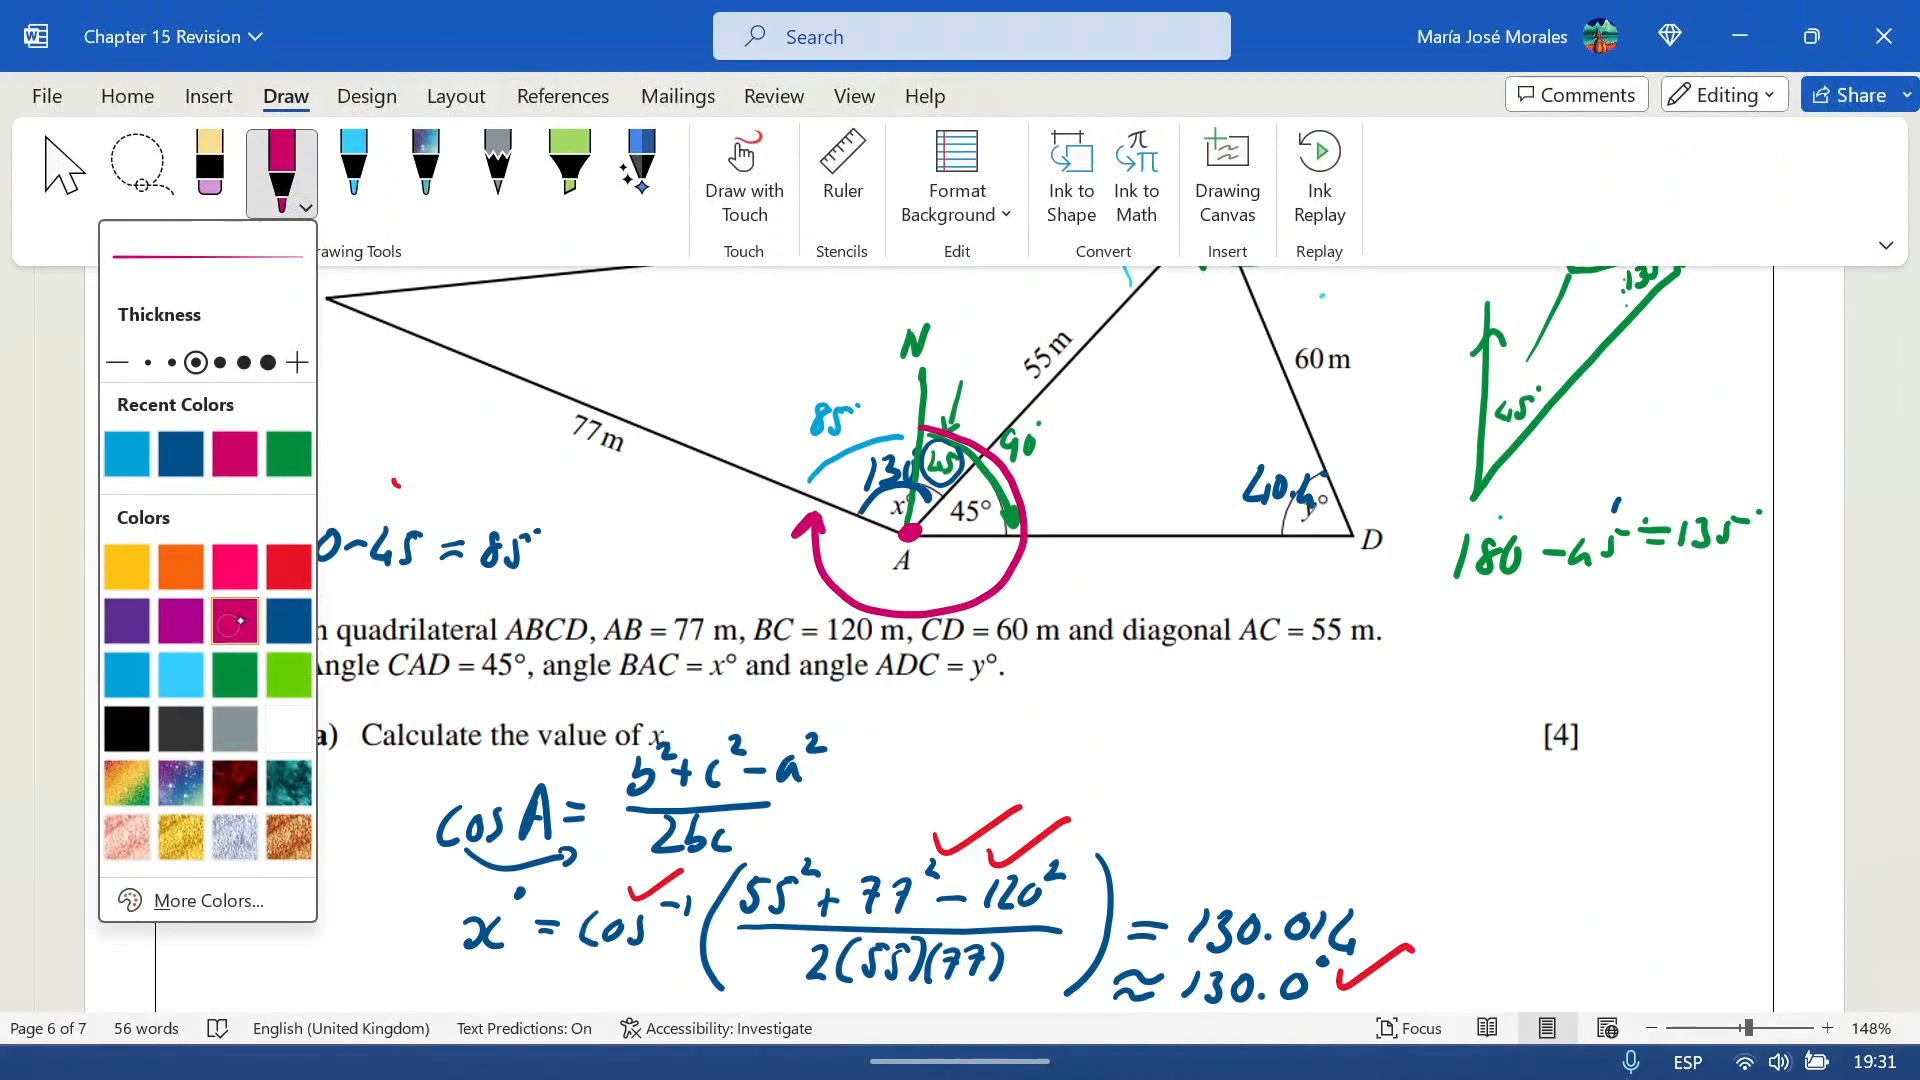 Chapter 15 Revision
Search
María José Morales
File Home Insert Draw Design Layout References Mailings Review View Help
Comments Editing Share
Draw with Touch
Ruler
Format Background
Ink to Shape
Ink to Math
Drawing Canvas
Ink Replay
rawing Tools Touch Stencils Edit Convert Insert Replay
Thickness
Recent Colors
Colors
More Colors...
N
55 m
60 m
77 m
85°
130°
45
90°
x°
45°
40.4
y°
A
D
130
45°
180 - 45° = 135°
0 - 45 = 85°
n quadrilateral ABCD, AB = 77 m, BC = 120 m, CD = 60 m and diagonal AC = 55 m.
Angle CAD = 45°, angle BAC = x° and angle ADC = y°.
a) Calculate the value of x [4]
cos A = b² + c² - a² / 2bc
x° = cos⁻¹ ( 55² + 77² - 120² / 2(55)(77) ) = 130.014
≈ 130.0°
Page 6 of 7 56 words English (United Kingdom) Text Predictions: On Accessibility: Investigate Focus 148%
ESP 19:31